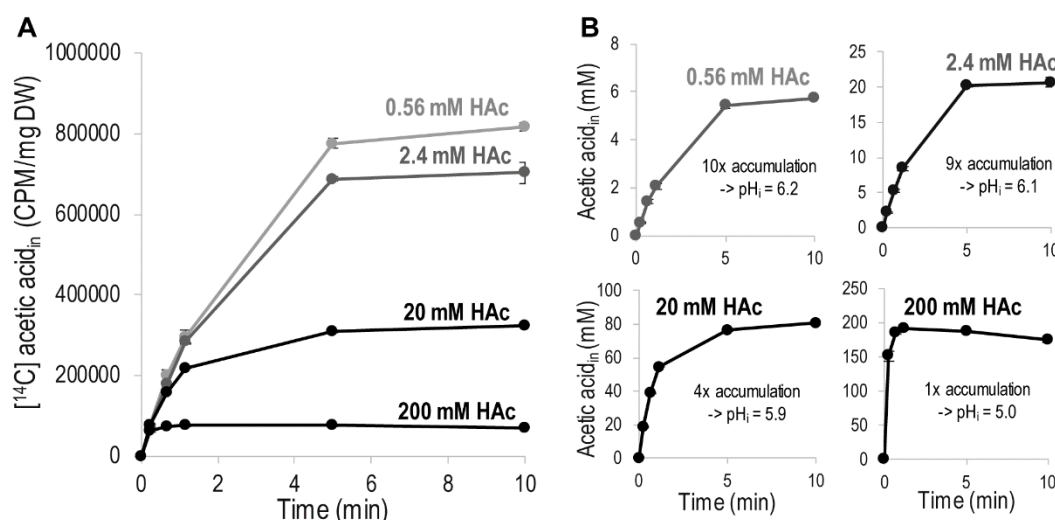 A
[¹⁴C] acetic acidᵢₙ (CPM/mg DW)
1000000
800000
600000
400000
200000
0
0.56 mM HAc
2.4 mM HAc
20 mM HAc
200 mM HAc
0 2 4 6 8 10
Time (min)
B
Acetic acidᵢₙ (mM)
8
6
4
2
0
0.56 mM HAc
10x accumulation
-> pHᵢ = 6.2
0 5 10
25
20
15
10
5
0
2.4 mM HAc
9x accumulation
-> pHᵢ = 6.1
0 5 10
Acetic acidᵢₙ (mM)
100
80
60
40
20
0
20 mM HAc
4x accumulation
-> pHᵢ = 5.9
0 5 10
Time (min)
250
200
150
100
50
0
200 mM HAc
1x accumulation
-> pHᵢ = 5.0
0 5 10
Time (min)